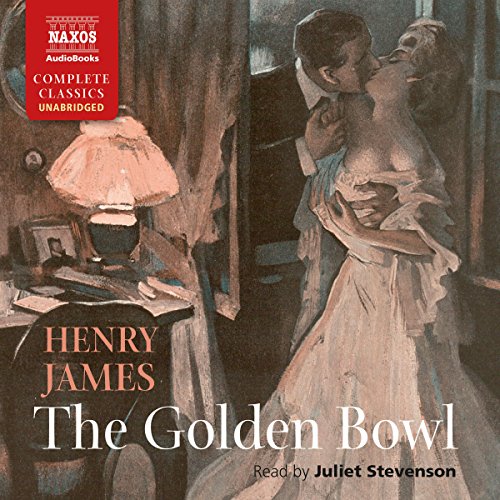 NAXOS
AudioBooks
COMPLETE
CLASSICS
UNABRIDGED
HENRY
JAMES
The Golden Bowl
Read by Juliet Stevenson